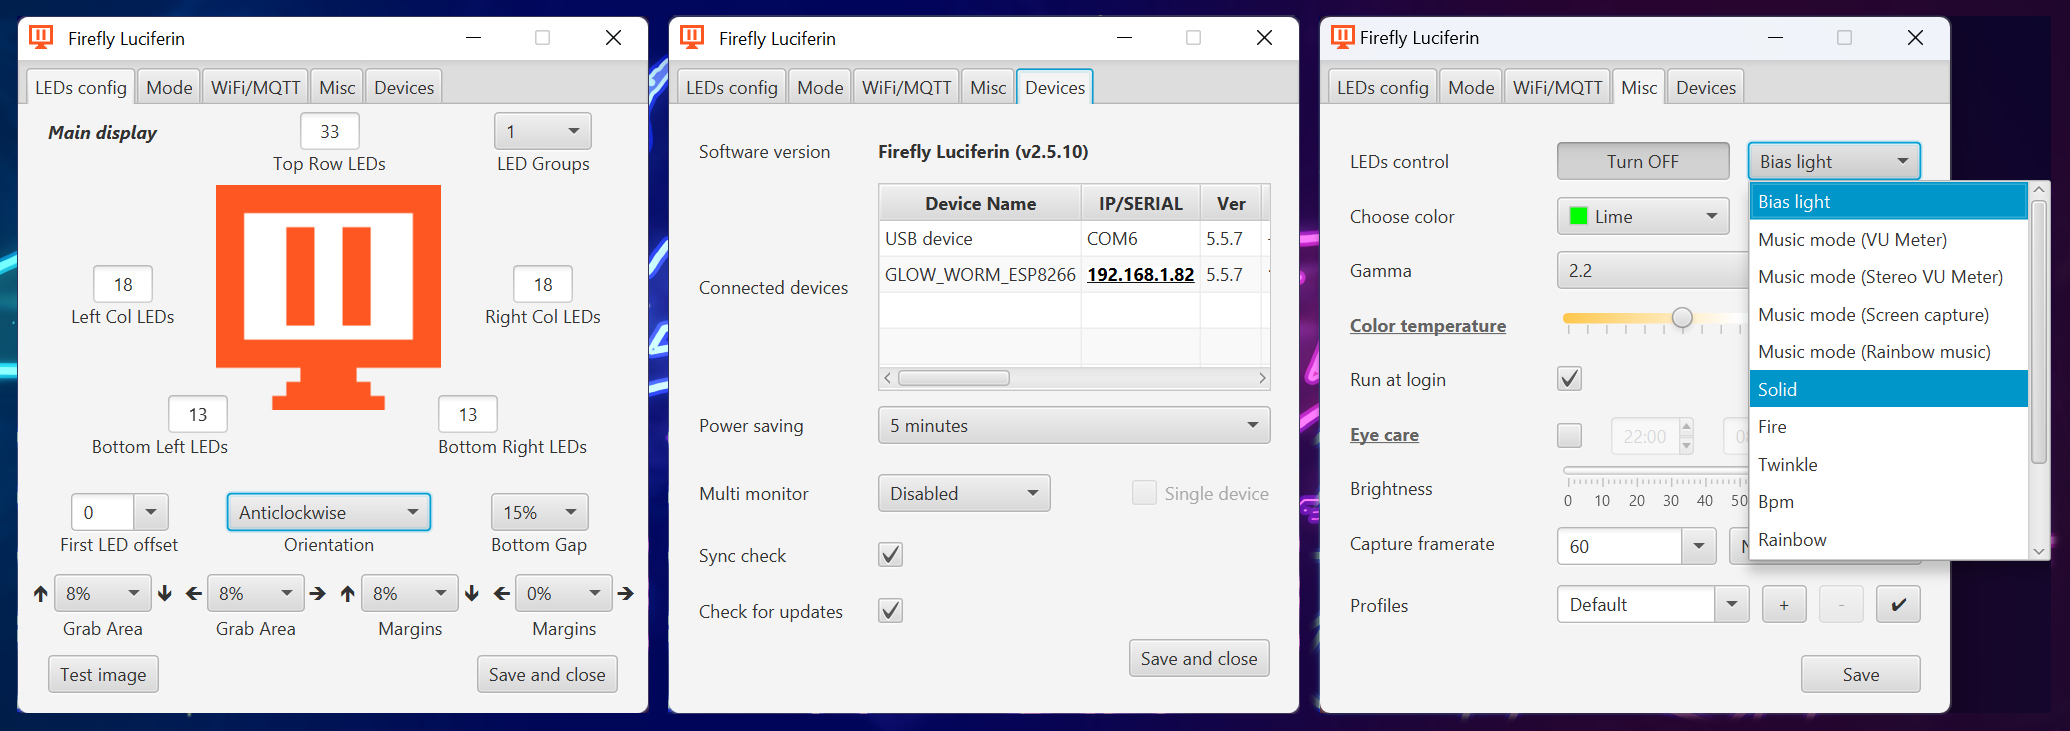 Firefly Luciferin
LEDs config Mode WiFi/MQTT Misc Devices
Main display
33
Top Row LEDs
1
LED Groups
18
Left Col LEDs
18
Right Col LEDs
13
Bottom Left LEDs
13
Bottom Right LEDs
0
First LED offset
Anticlockwise
Orientation
15%
Bottom Gap
8%
Grab Area
8%
Grab Area
8%
Margins
0%
Margins
Test image
Save and close
Firefly Luciferin
LEDs config Mode WiFi/MQTT Misc Devices
Software version Firefly Luciferin (v2.5.10)
Connected devices
Device Name IP/SERIAL Ver
USB device COM6 5.5.7
GLOW_WORM_ESP8266 192.168.1.82 5.5.7
Power saving 5 minutes
Multi monitor Disabled Single device
Sync check
Check for updates
Save and close
Firefly Luciferin
LEDs config Mode WiFi/MQTT Misc Devices
LEDs control Turn OFF Bias light
Choose color Lime
Gamma 2.2
Color temperature
Run at login
Eye care 22:00
Brightness
0 10 20 30 40
Capture framerate 60
Profiles Default + -
Save
Bias light
Music mode (VU Meter)
Music mode (Stereo VU Meter)
Music mode (Screen capture)
Music mode (Rainbow music)
Solid
Fire
Twinkle
Bpm
Rainbow